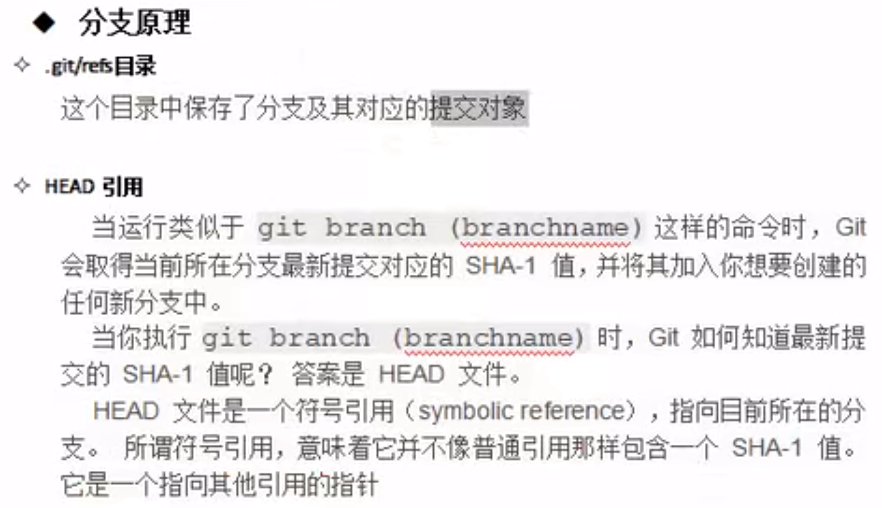 ◆ 分支原理
✧ .git/refs目录
这个目录中保存了分支及其对应的提交对象
✧ HEAD 引用
当运行类似于 git branch (branchname) 这样的命令时，Git
会取得当前所在分支最新提交对应的 SHA-1 值，并将其加入你想要创建的
任何新分支中。
当你执行 git branch (branchname) 时，Git 如何知道最新提
交的 SHA-1 值呢？ 答案是 HEAD 文件。
HEAD 文件是一个符号引用（symbolic reference），指向目前所在的分
支。 所谓符号引用，意味着它并不像普通引用那样包含一个 SHA-1 值。
它是一个指向其他引用的指针